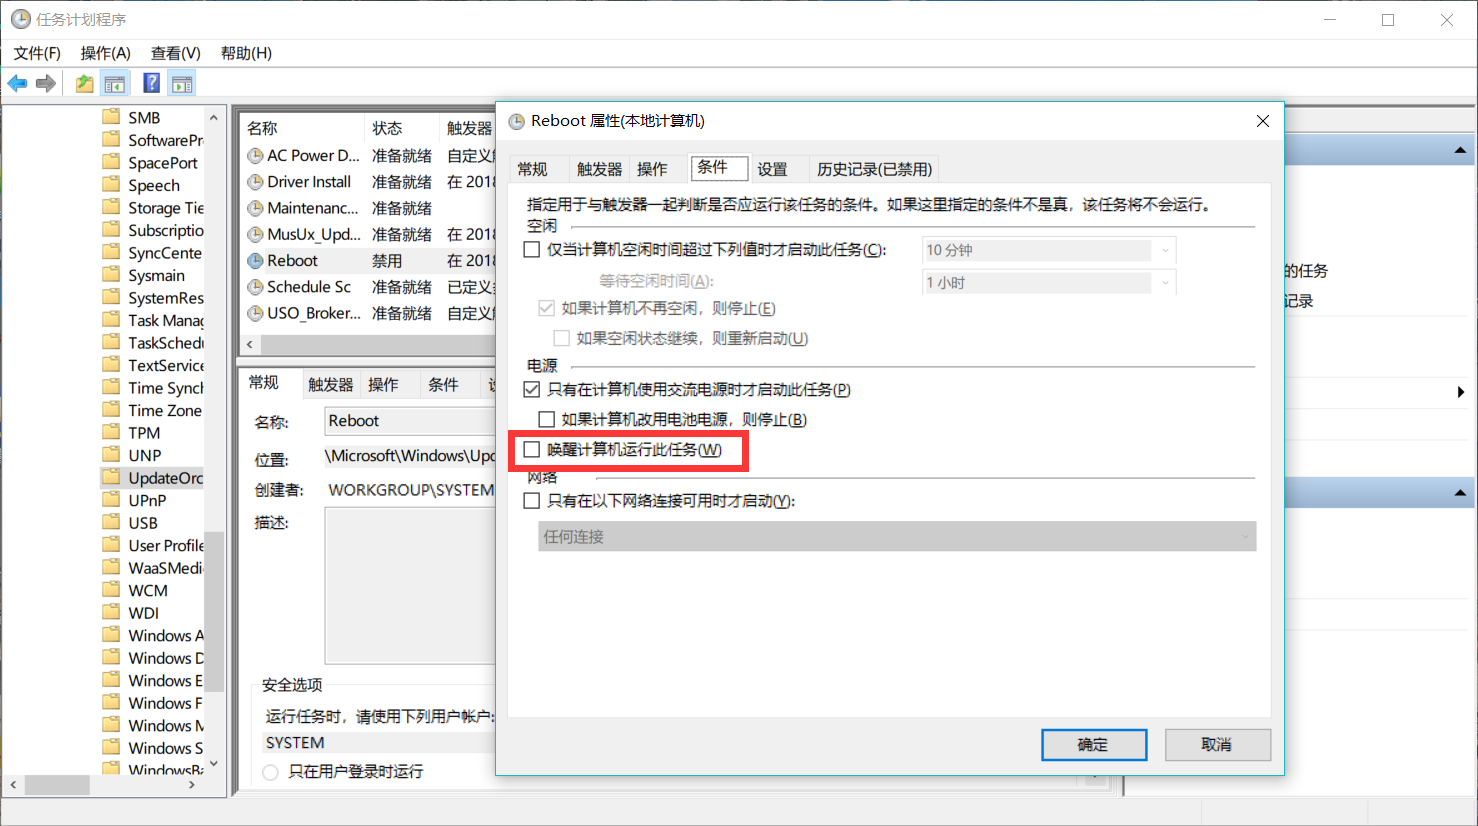 任务计划程序
文件(F) 操作(A) 查看(V) 帮助(H)
SMB
SoftwarePr
SpacePort
Speech
Storage Tie
Subscriptio
SyncCente
Sysmain
SystemRes
Task Manag
TaskSchedu
TextService
Time Synch
Time Zone
TPM
UNP
UpdateOrc
UPnP
USB
User Profile
WaaSMedi
WCM
WDI
Windows A
Windows D
Windows E
Windows F
Windows M
Windows S
WindowsBa
名称 状态 触发器
AC Power D... 准备就绪 自定义
Driver Install 准备就绪 在 2018
Maintenanc... 准备就绪
MusUx_Upd... 准备就绪 在 2018
Reboot 禁用 在 2018
Schedule Sc 准备就绪 已定义
USO_Broker... 准备就绪 自定义
常规 触发器 操作 条件
名称: Reboot
位置: \Microsoft\Windows\Upd
创建者: WORKGROUP\SYSTEM
描述:
安全选项
运行任务时，请使用下列用户帐户:
SYSTEM
只在用户登录时运行
Reboot 属性(本地计算机)
常规 触发器 操作 条件 设置 历史记录(已禁用)
指定用于与触发器一起判断是否应运行该任务的条件。如果这里指定的条件不是真，该任务将不会运行。
空闲
仅当计算机空闲时间超过下列值时才启动此任务(C): 10 分钟
等待空闲时间(A): 1 小时
如果计算机不再空闲，则停止(E)
如果空闲状态继续，则重新启动(U)
电源
只有在计算机使用交流电源时才启动此任务(P)
如果计算机改用电池电源，则停止(B)
唤醒计算机运行此任务(W)
网络
只有在以下网络连接可用时才启动(Y):
任何连接
确定 取消
的任务
记录